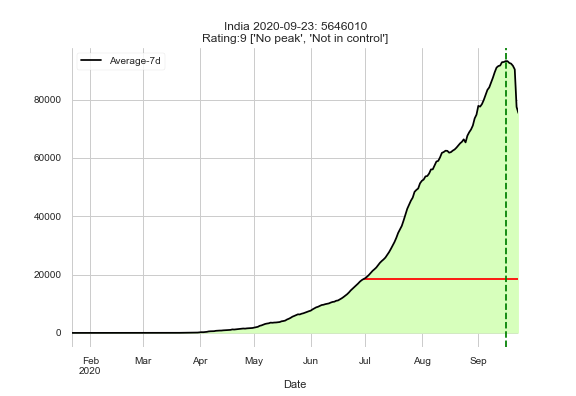 India 2020-09-23: 5646010
Rating:9 ['No peak', 'Not in control']
Average-7d
80000
60000
40000
20000
0
Feb Mar Apr May Jun Jul Aug Sep
2020
Date